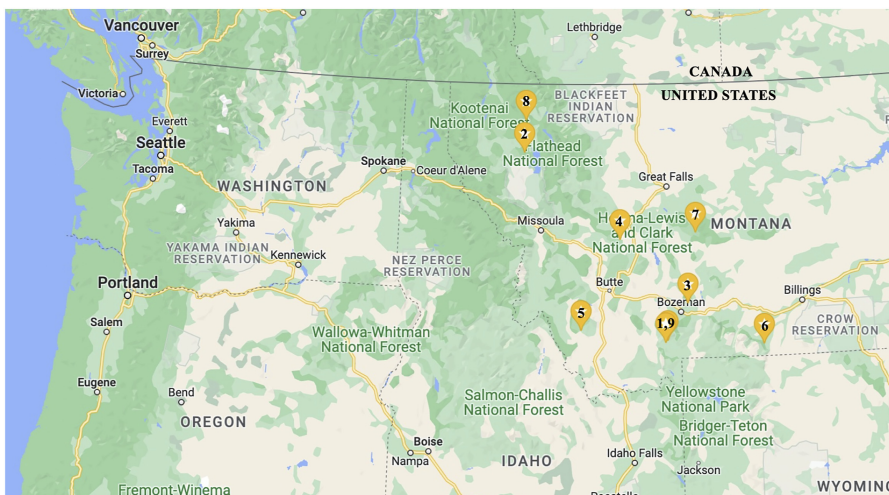 Vancouver
Surrey
Lethbridge
CANADA
UNITED STATES
Victoria
8
BLACKFEET
INDIAN
RESERVATION
Kootenai
National Forest
Everett
2
Flathead
National Forest
Seattle
Tacoma
Spokane
Coeur d'Alene
Great Falls
WASHINGTON
Missoula
4
7
MONTANA
Helena-Lewis
and Clark
National Forest
Yakima
YAKAMA INDIAN
RESERVATION
Kennewick
NEZ PERCE
RESERVATION
Portland
Butte
3
Bozeman
Billings
Salem
Wallowa-Whitman
National Forest
5
1,9
6
CROW
RESERVATION
Eugene
Bend
Salmon-Challis
National Forest
Yellowstone
National Park
OREGON
Bridger-Teton
National Forest
Boise
Nampa
IDAHO
Idaho Falls
Jackson
WYOMIN
Fremont-Winema